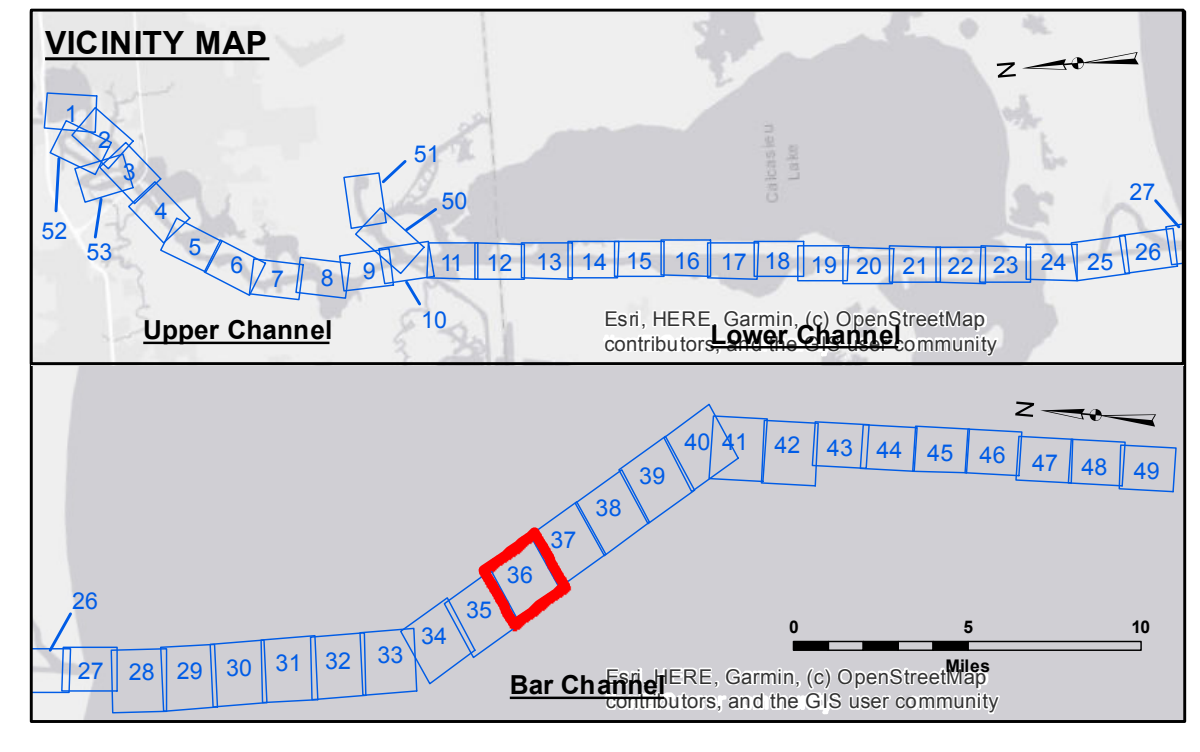 VICINITY MAP
N
1
2
3
4
5
6
7
8
9
10
51
50
52
53
11 12 13 14 15 16 17 18 19 20 21 22 23 24 25 26
27
Calcasieu
Lake
Upper Channel
Lower Channel
Esri, HERE, Garmin, (c) OpenStreetMap
contributors, and the GIS user community
N
26
27 28 29 30 31 32 33 34 35 36 37 38 39 40 41 42 43 44 45 46 47 48 49
0 5 10
Miles
Bar Channel
Esri, HERE, Garmin, (c) OpenStreetMap
contributors, and the GIS user community